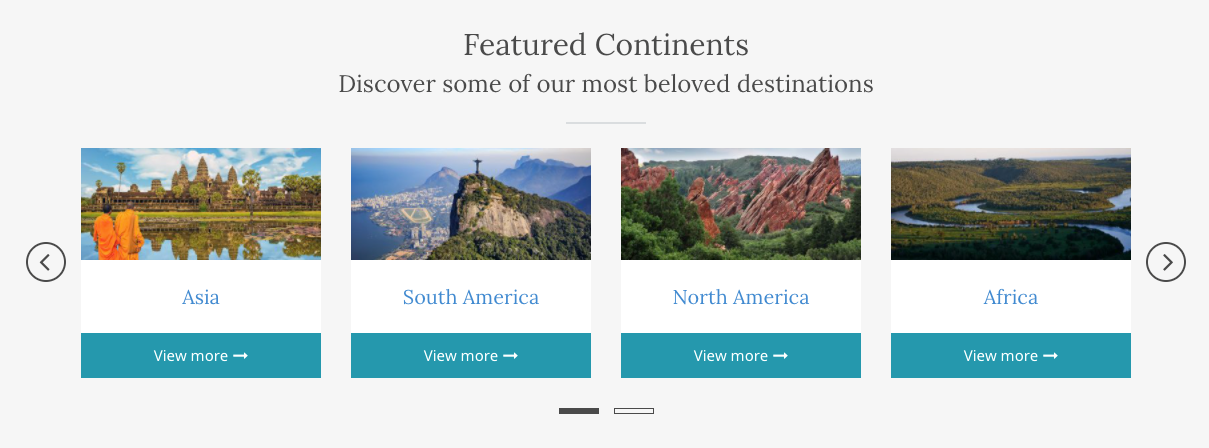 Featured Continents
Discover some of our most beloved destinations
Asia
South America
North America
Africa
View more
View more
View more
View more